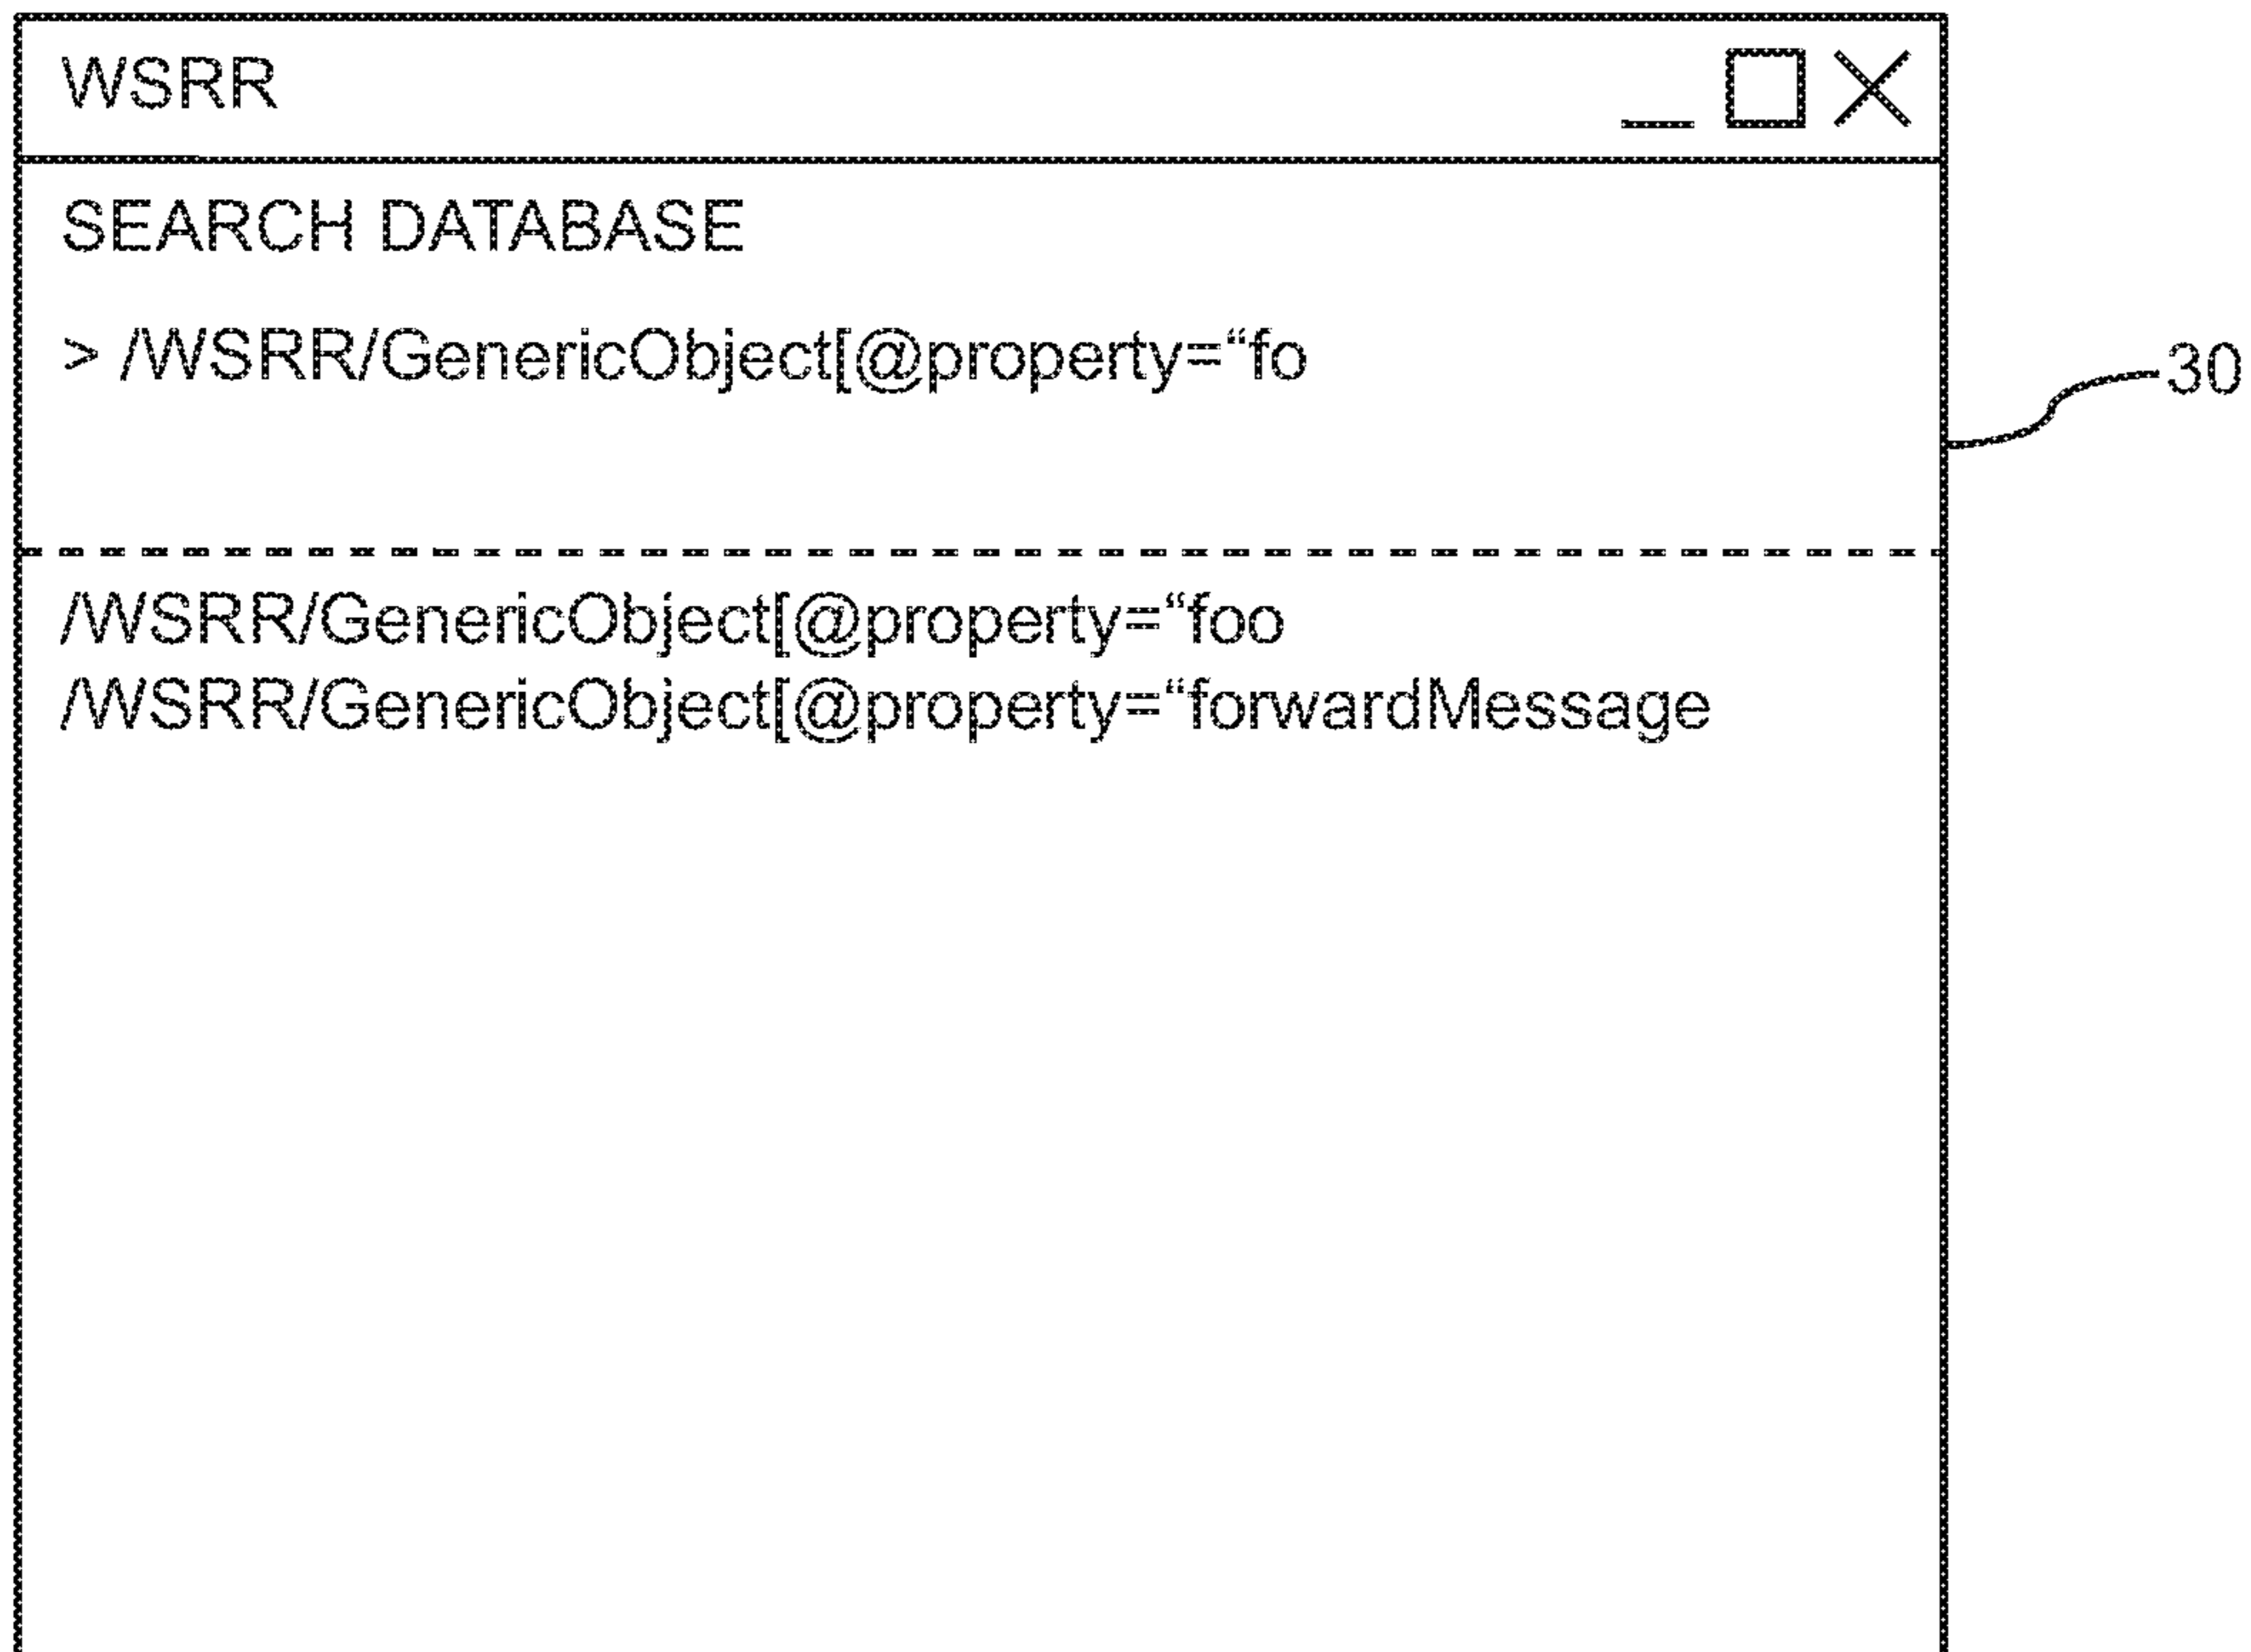 WSRR
SEARCH DATABASE
> /WSRR/GenericObject[@property=“fo
30
/WSRR/GenericObject[@property=“foo
/WSRR/GenericObject[@property=“forwardMessage